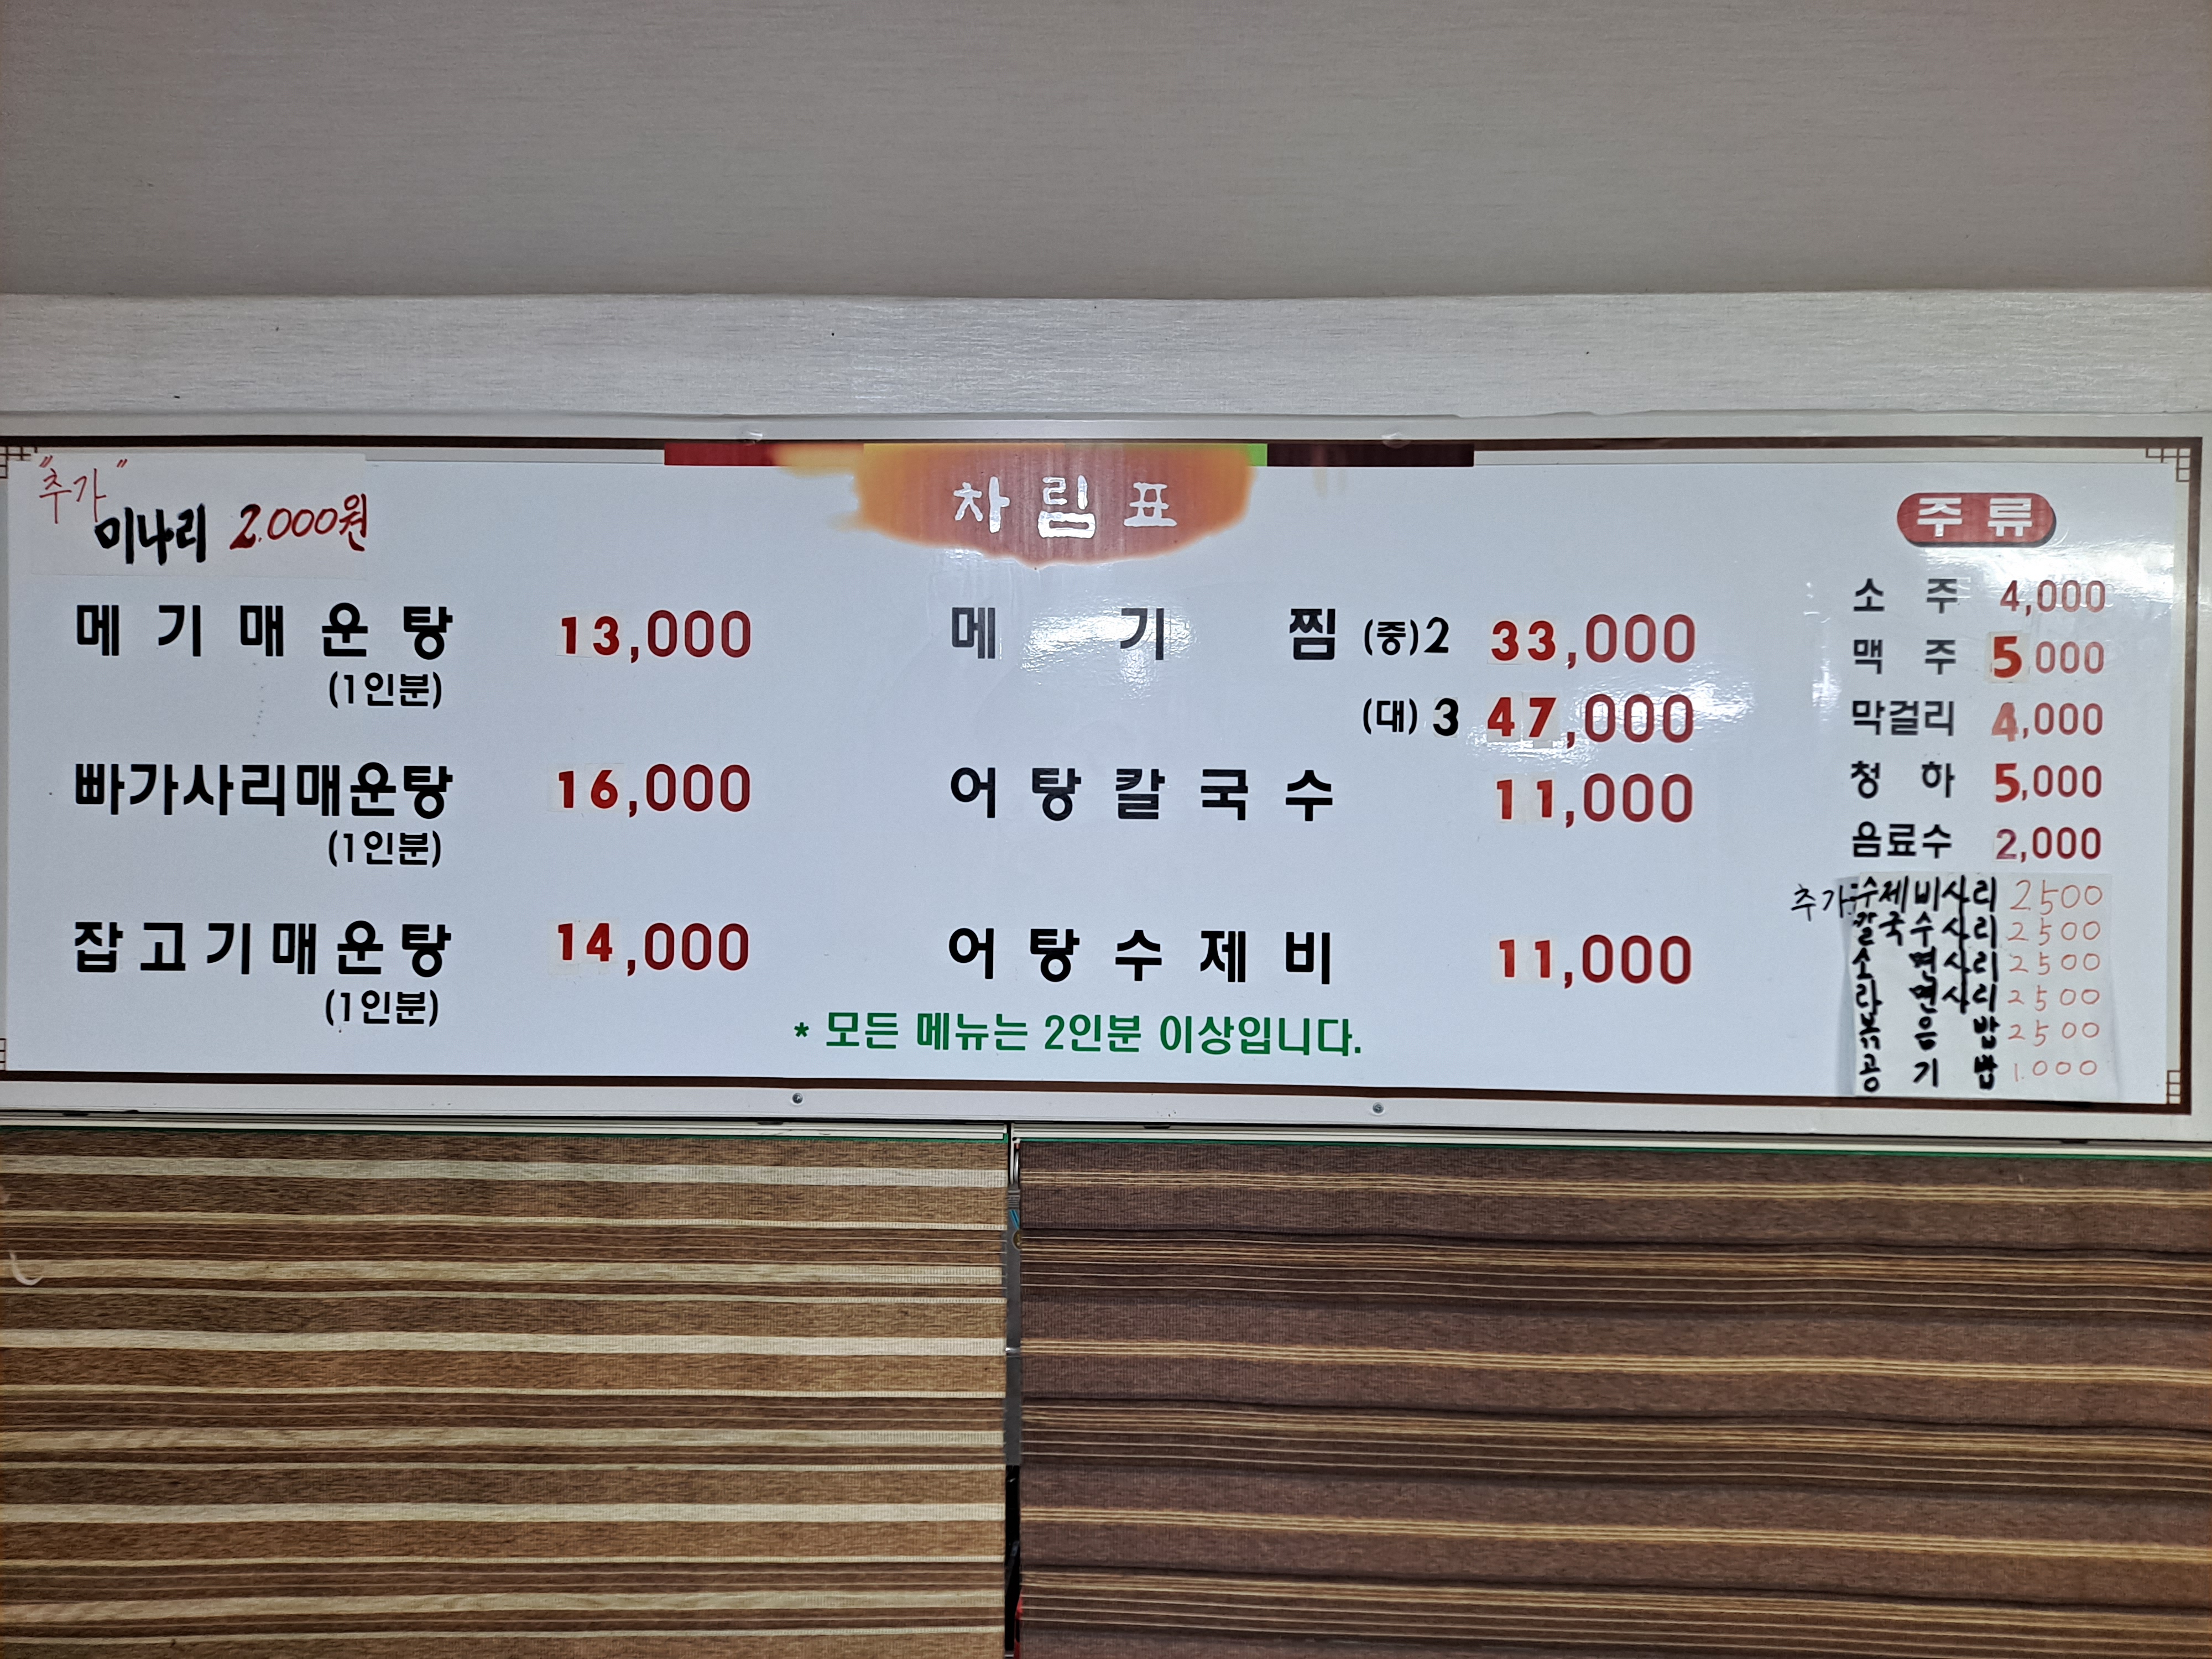 차림표
"추가"
미나리 2.000원
메기매운탕 13,000
(1인분)
빠가사리매운탕 16,000
(1인분)
잡고기매운탕 14,000
(1인분)
메기찜 (중)2 33,000
(대) 3 47,000
어탕칼국수 11,000
어탕수제비 11,000
* 모든 메뉴는 2인분 이상입니다.
주류
소주 4,000
맥주 5,000
막걸리 4,000
청하 5,000
음료수 2,000
추가:수제비사리 2500
칼국수사리 2500
소면사리 2500
라면사리 2500
볶음밥 2500
공기밥 1.000